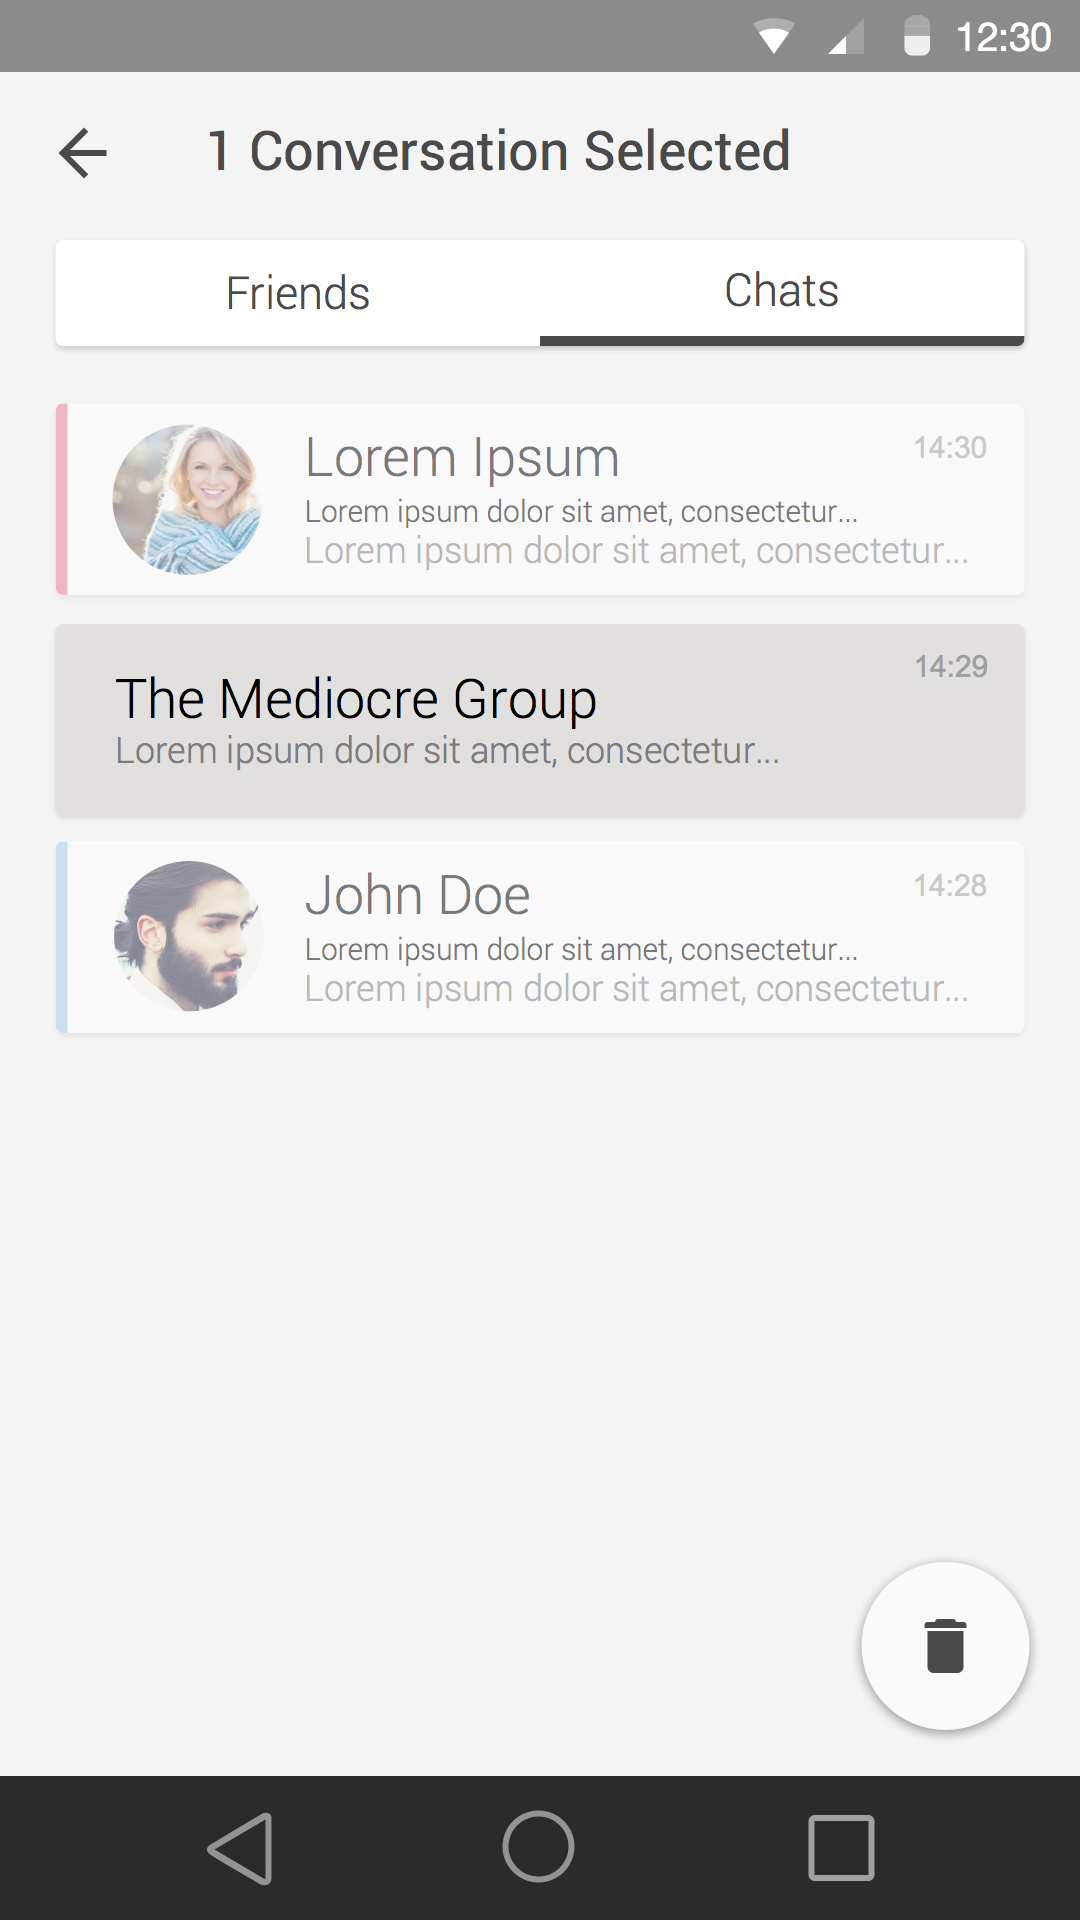 12:30
1 Conversation Selected
Friends
Chats
Lorem Ipsum
14:30
Lorem ipsum dolor sit amet, consectetur...
Lorem ipsum dolor sit amet, consectetur...
14:29
The Mediocre Group
Lorem ipsum dolor sit amet, consectetur...
John Doe
14:28
Lorem ipsum dolor sit amet, consectetur...
Lorem ipsum dolor sit amet, consectetur...